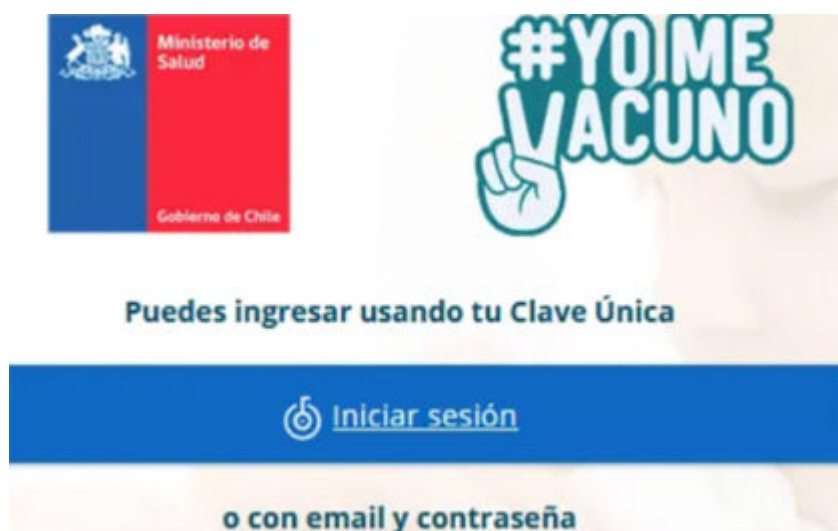 Ministerio de
Salud
Gobierno de Chile
#YO ME
VACUNO
Puedes ingresar usando tu Clave Única
Iniciar sesión
o con email y contraseña